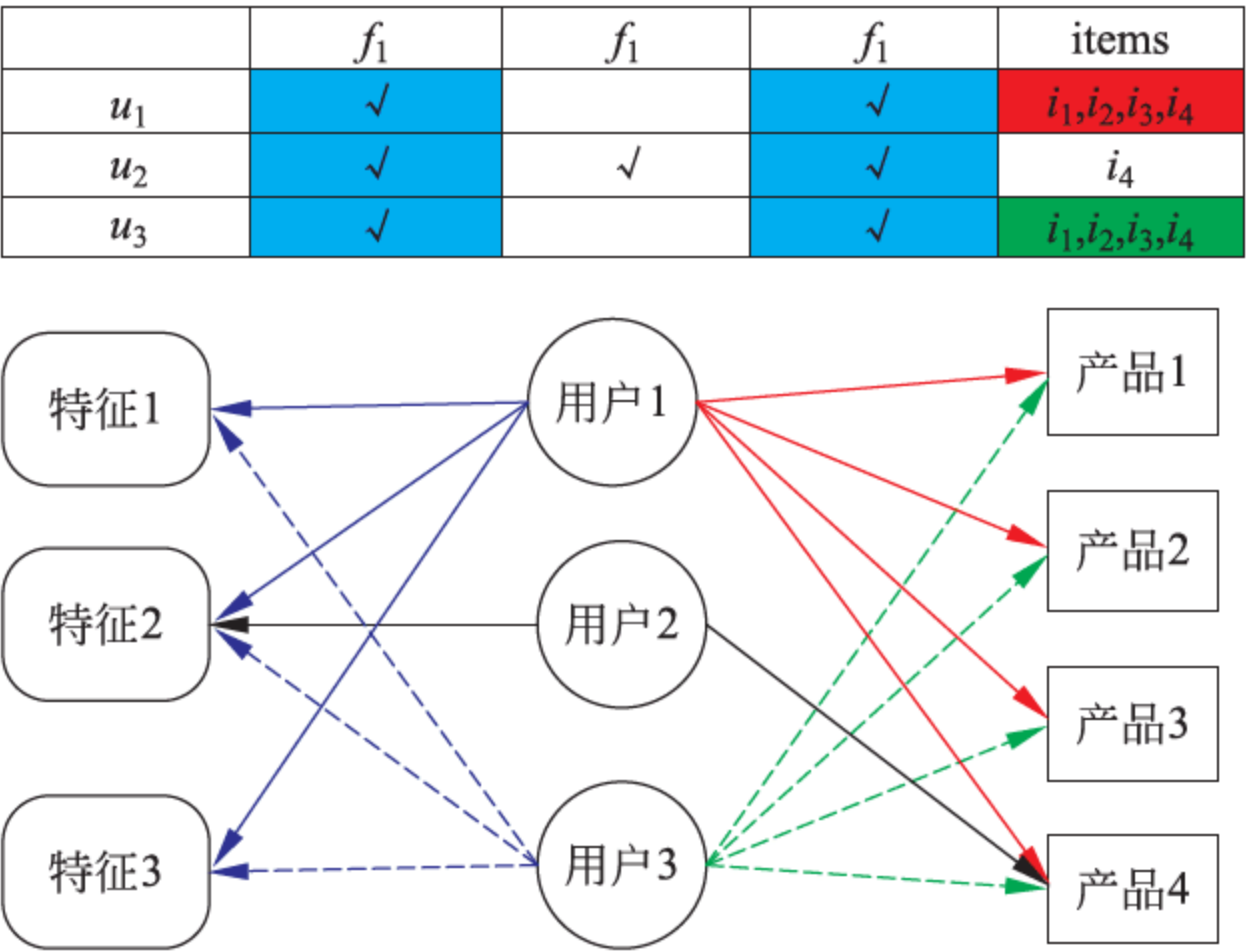 f₁ f₁ f₁ items
u₁ √ √ i₁,i₂,i₃,i₄
u₂ √ √ √ i₄
u₃ √ √ i₁,i₂,i₃,i₄
特征1 用户1 产品1
产品2
特征2 用户2
产品3
特征3 用户3 产品4